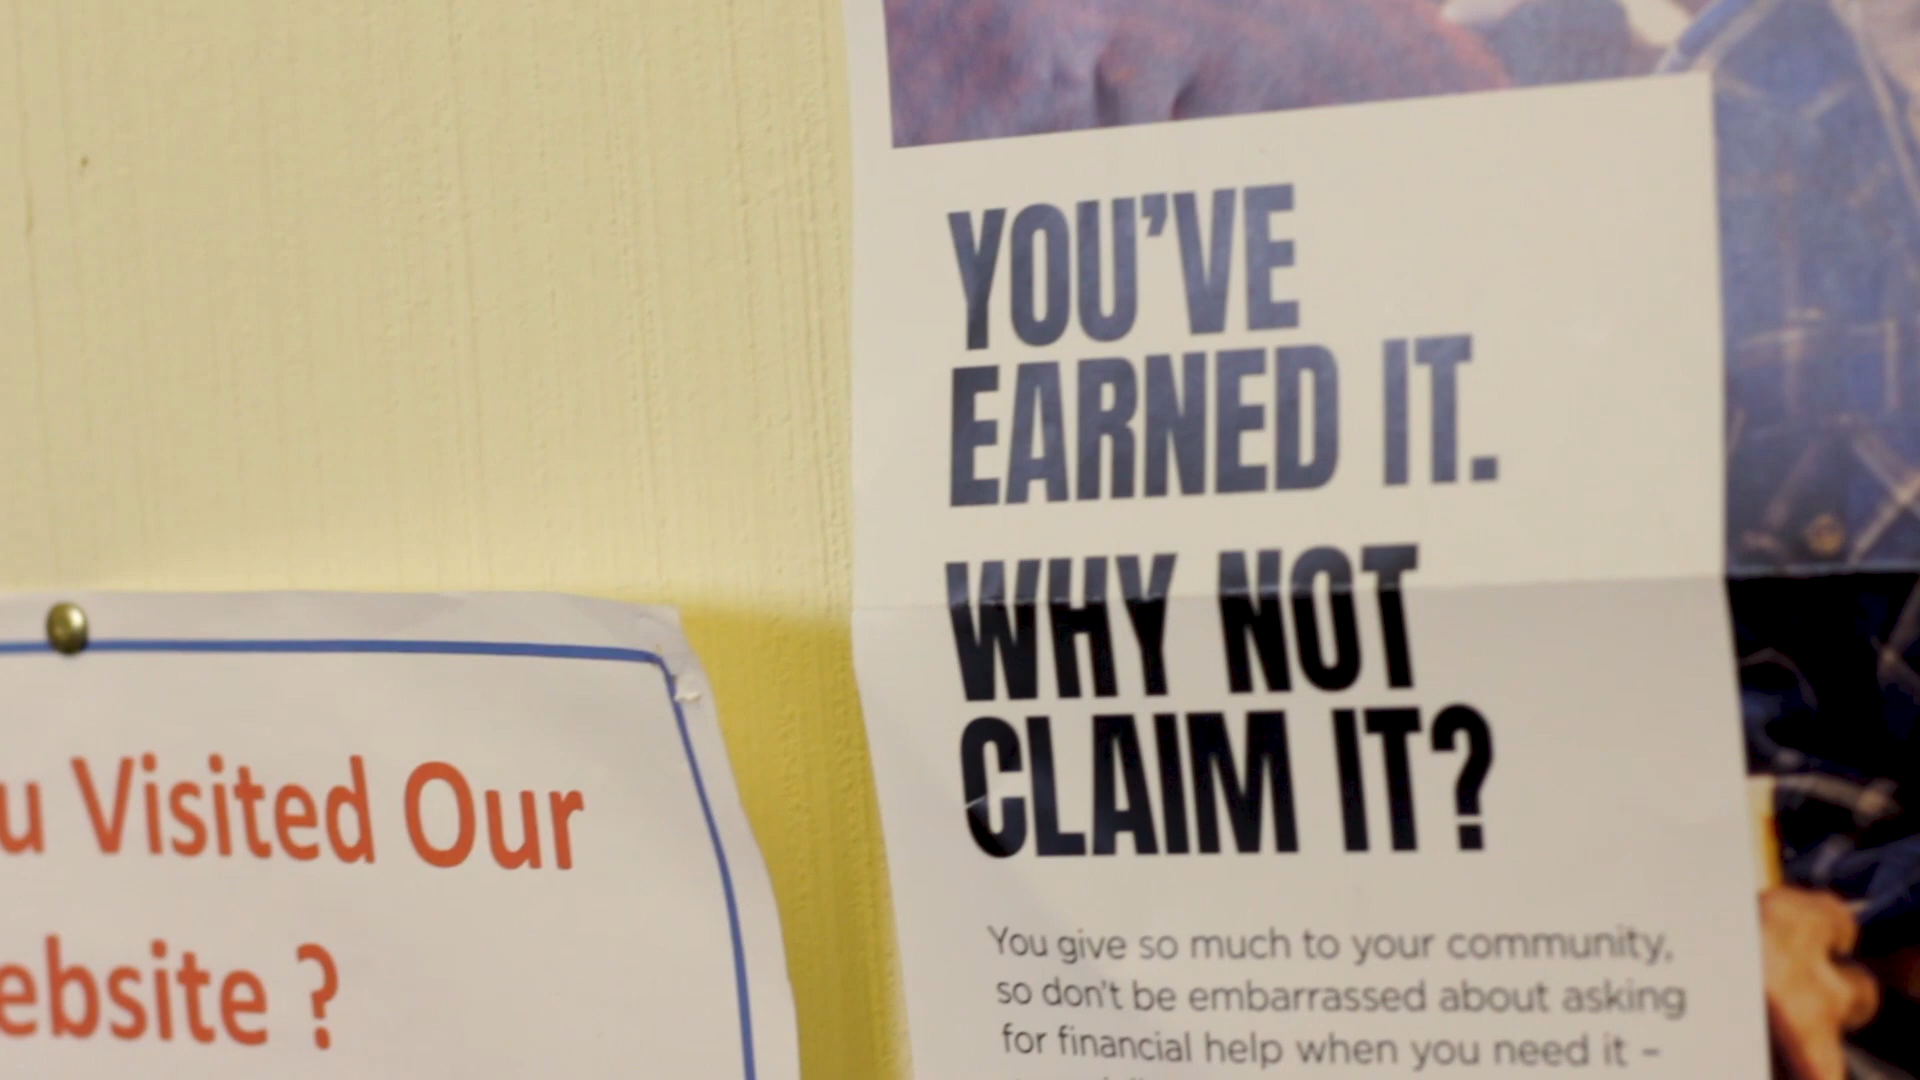 YOU'VE
EARNED IT.
WHY NOT
CLAIM IT?
You give so much to your community,
so don't be embarrassed about asking
for financial help when you need it –
u Visited Our
ebsite ?